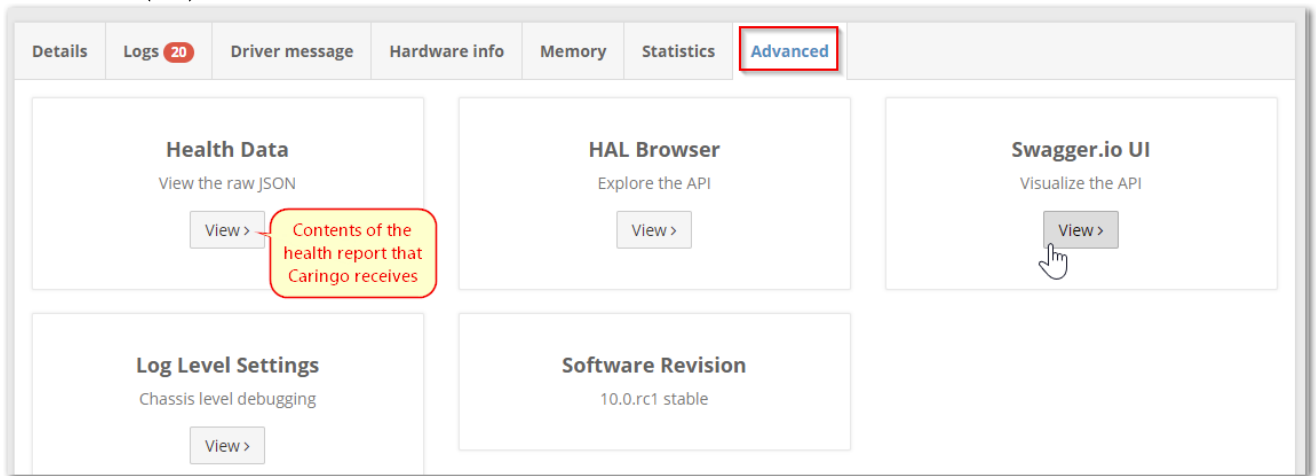 Details Logs 20 Driver message Hardware info Memory Statistics Advanced
Health Data
View the raw JSON
View >
Contents of the
health report that
Caringo receives
HAL Browser
Explore the API
View >
Swagger.io UI
Visualize the API
View >
Log Level Settings
Chassis level debugging
View >
Software Revision
10.0.rc1 stable